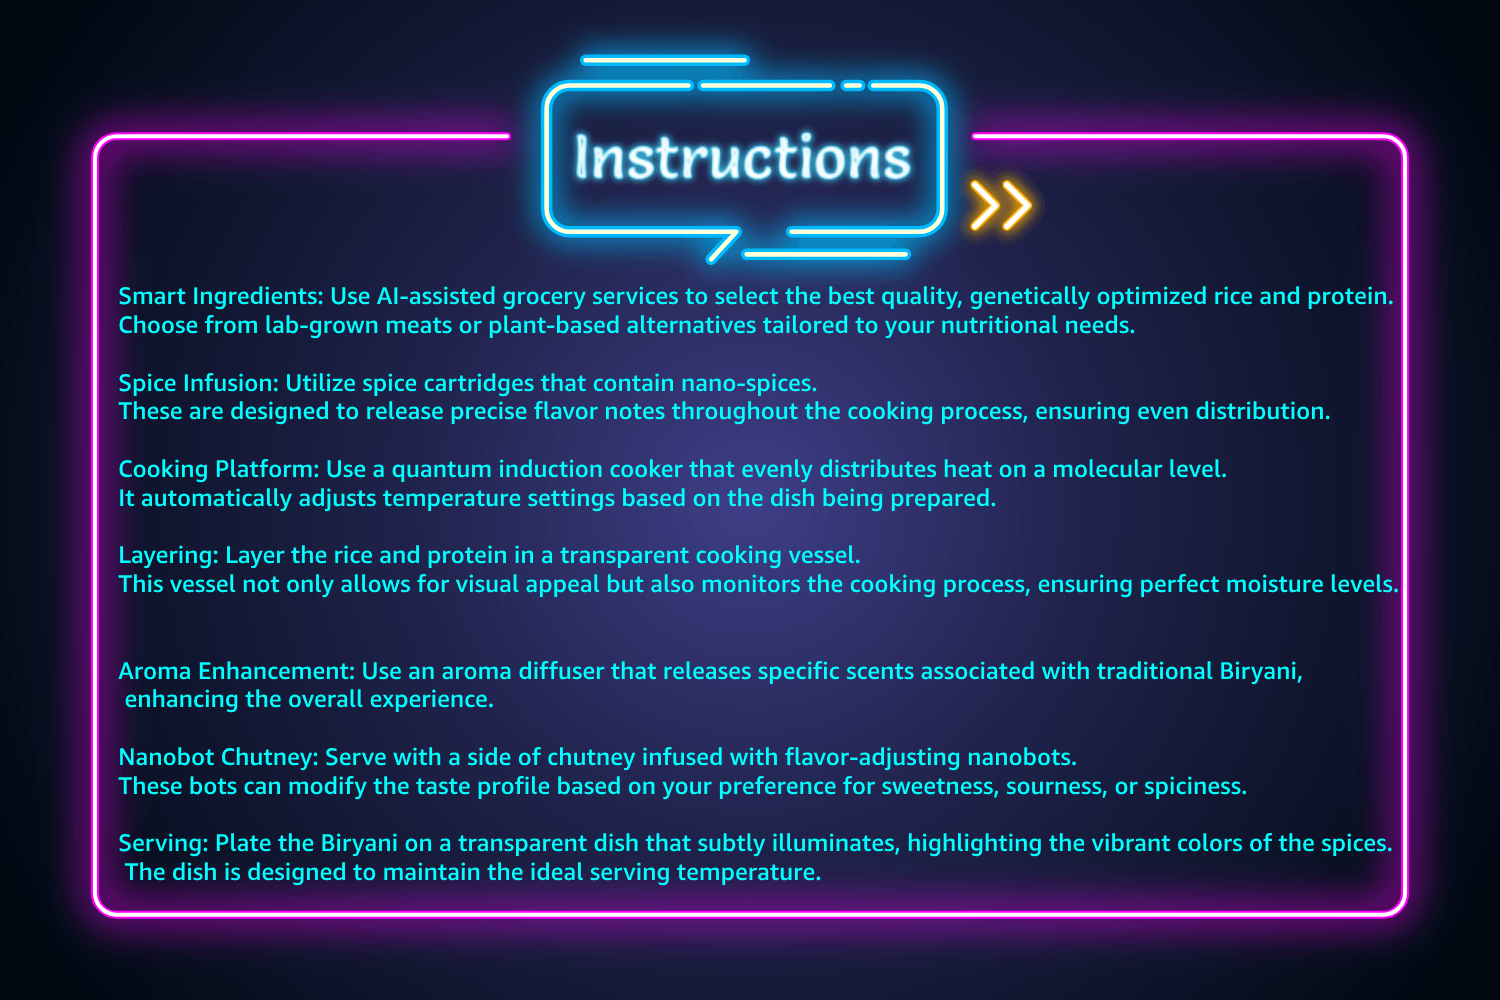 Instructions
Smart Ingredients: Use AI-assisted grocery services to select the best quality, genetically optimized rice and protein.
Choose from lab-grown meats or plant-based alternatives tailored to your nutritional needs.
Spice Infusion: Utilize spice cartridges that contain nano-spices.
These are designed to release precise flavor notes throughout the cooking process, ensuring even distribution.
Cooking Platform: Use a quantum induction cooker that evenly distributes heat on a molecular level.
It automatically adjusts temperature settings based on the dish being prepared.
Layering: Layer the rice and protein in a transparent cooking vessel.
This vessel not only allows for visual appeal but also monitors the cooking process, ensuring perfect moisture levels.
Aroma Enhancement: Use an aroma diffuser that releases specific scents associated with traditional Biryani,
enhancing the overall experience.
Nanobot Chutney: Serve with a side of chutney infused with flavor-adjusting nanobots.
These bots can modify the taste profile based on your preference for sweetness, sourness, or spiciness.
Serving: Plate the Biryani on a transparent dish that subtly illuminates, highlighting the vibrant colors of the spices.
The dish is designed to maintain the ideal serving temperature.